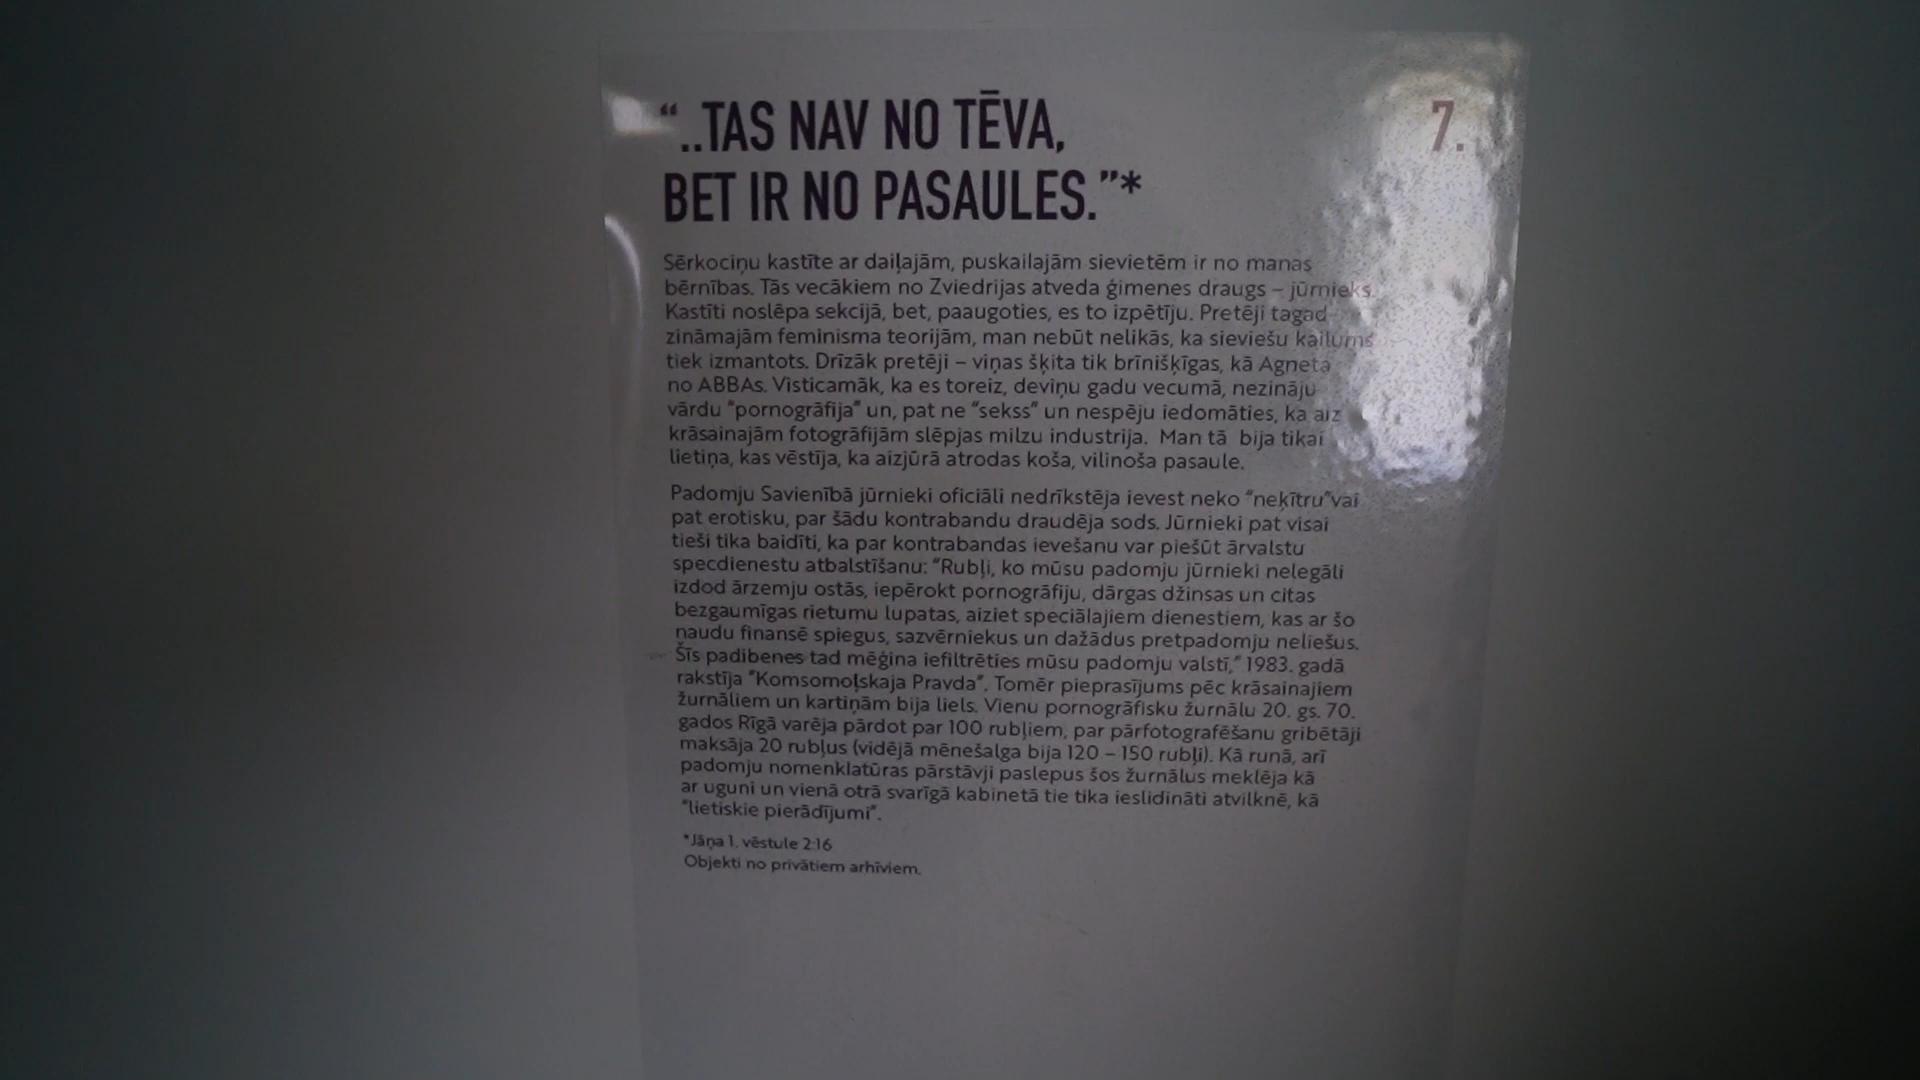 “..TAS NAV NO TĒVA,
BET IR NO PASAULES.”*
7.
Sērkociņu kastīte ar daiļajām, puskailajām sievietēm ir no manas
bērnības. Tās vecākiem no Zviedrijas atveda ģimenes draugs – jūrnieks.
Kastīti noslēpa sekcijā, bet, paaugoties, es to izpētīju. Pretēji tagad
zināmajām feminisma teorijām, man nebūt nelikās, ka sieviešu kailums
tiek izmantots. Drīzāk pretēji – viņas šķita tik brīnišķīgas, kā Agneta
no ABBAs. Visticamāk, ka es toreiz, deviņu gadu vecumā, nezināju
vārdu “pornogrāfija” un, pat ne “sekss” un nespēju iedomāties, ka aiz
krāsainajām fotogrāfijām slēpjas milzu industrija. Man tā bija tikai
lietiņa, kas vēstīja, ka aizjūrā atrodas koša, vilinoša pasaule.
Padomju Savienībā jūrnieki oficiāli nedrīkstēja ievest neko “neķītru”vai
pat erotisku, par šādu kontrabandu draudēja sods. Jūrnieki pat visai
tieši tika baidīti, ka par kontrabandas ievešanu var piešūt ārvalstu
specdienestu atbalstīšanu: “Rubļi, ko mūsu padomju jūrnieki nelegāli
izdod ārzemju ostās, iepērokt pornogrāfiju, dārgas džinsas un citas
bezgaumīgas rietumu lupatas, aiziet speciālajiem dienestiem, kas ar šo
naudu finansē spiegus, sazvērniekus un dažādus pretpadomju neliešus.
Šīs padibenes tad mēģina iefiltrēties mūsu padomju valstī,” 1983. gadā
rakstīja “Komsomoļskaja Pravda”. Tomēr pieprasījums pēc krāsainajiem
žurnāliem un kartiņām bija liels. Vienu pornogrāfisku žurnālu 20. gs. 70.
gados Rīgā varēja pārdot par 100 rubļiem, par pārfotografēšanu gribētāji
maksāja 20 rubļus (vidējā mēnešalga bija 120 – 150 rubļi). Kā runā, arī
padomju nomenklatūras pārstāvji paslepus šos žurnālus meklēja kā
ar uguni un vienā otrā svarīgā kabinetā tie tika ieslidināti atvilknē, kā
“lietiskie pierādījumi”.
*Jāņa 1. vēstule 2:16
Objekti no privātiem arhīviem.